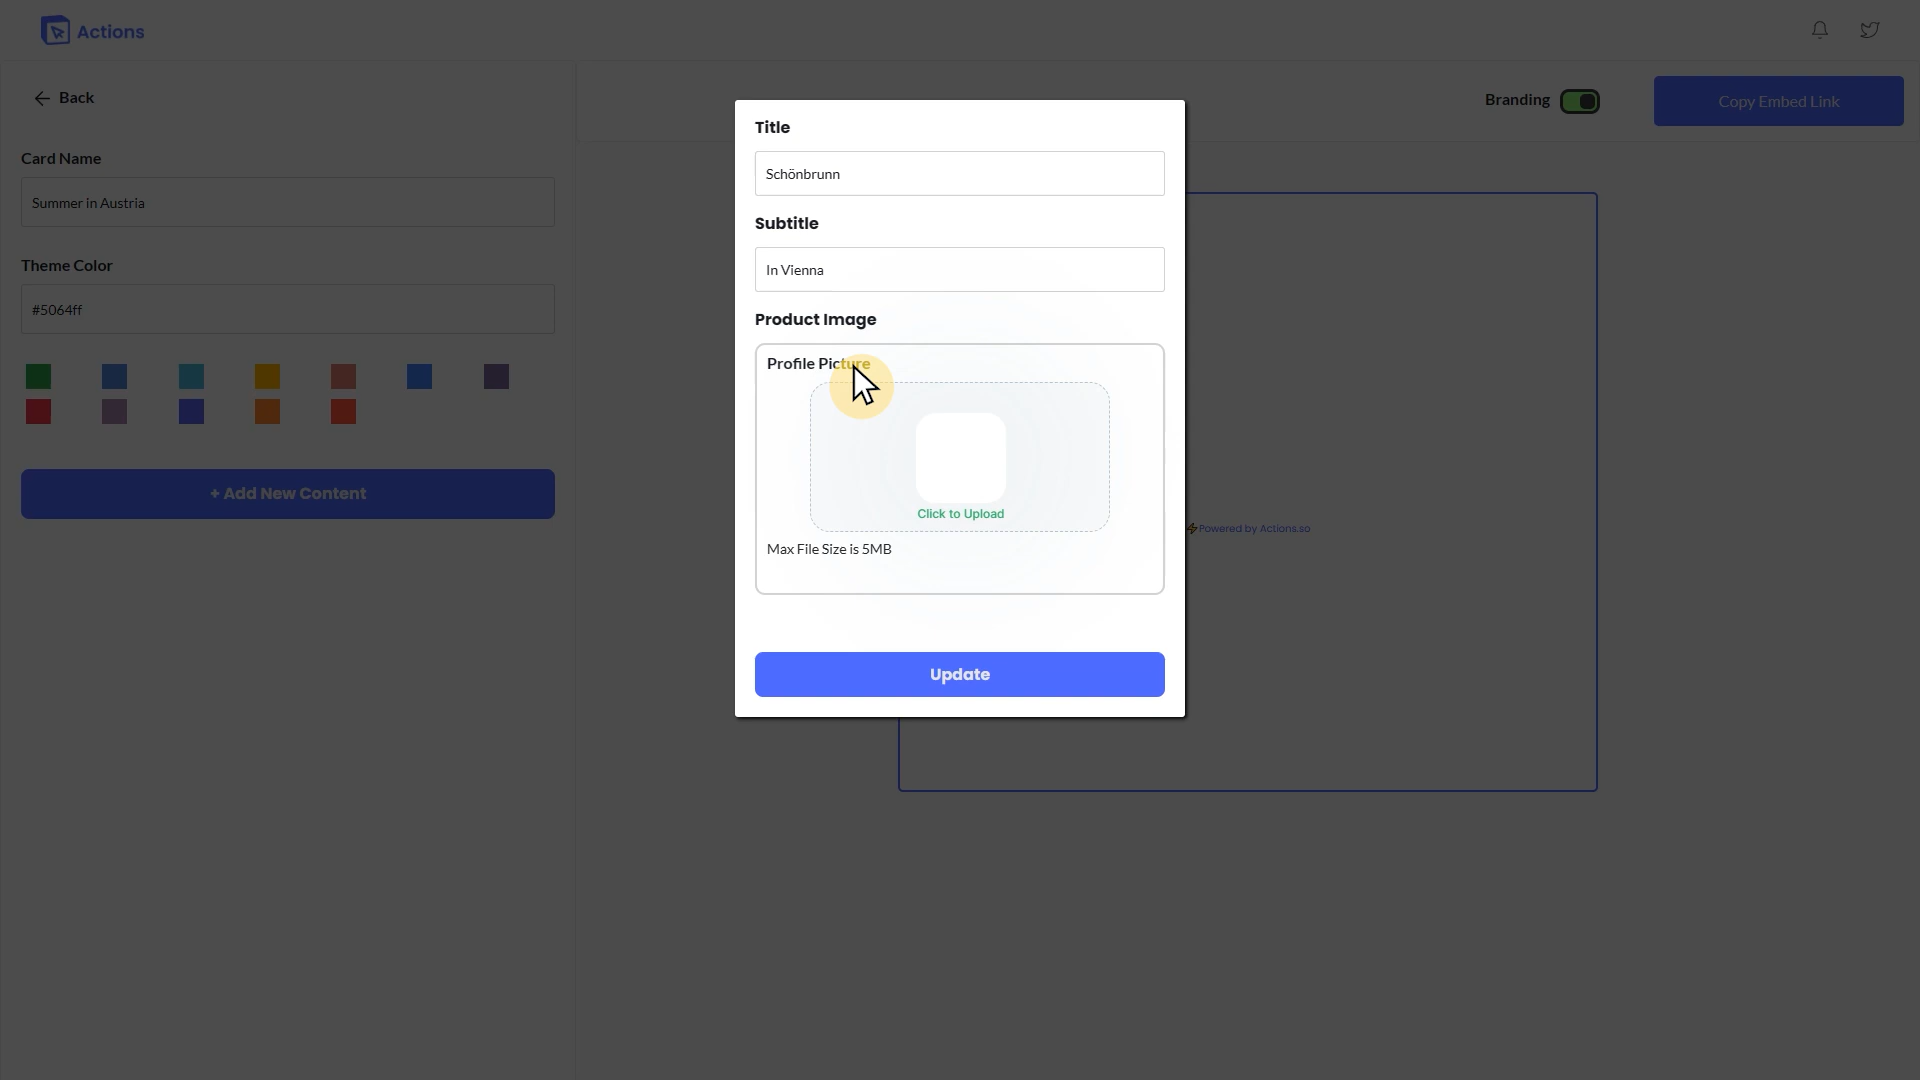 Actions
Back
Branding
Copy Embed Link
Card Name
Summer in Austria
Theme Color
#5064ff
+ Add New Content
Title
Schönbrunn
Subtitle
In Vienna
Product Image
Profile Picture
Click to Upload
Max File Size is 5MB
Update
Powered by Actions.so